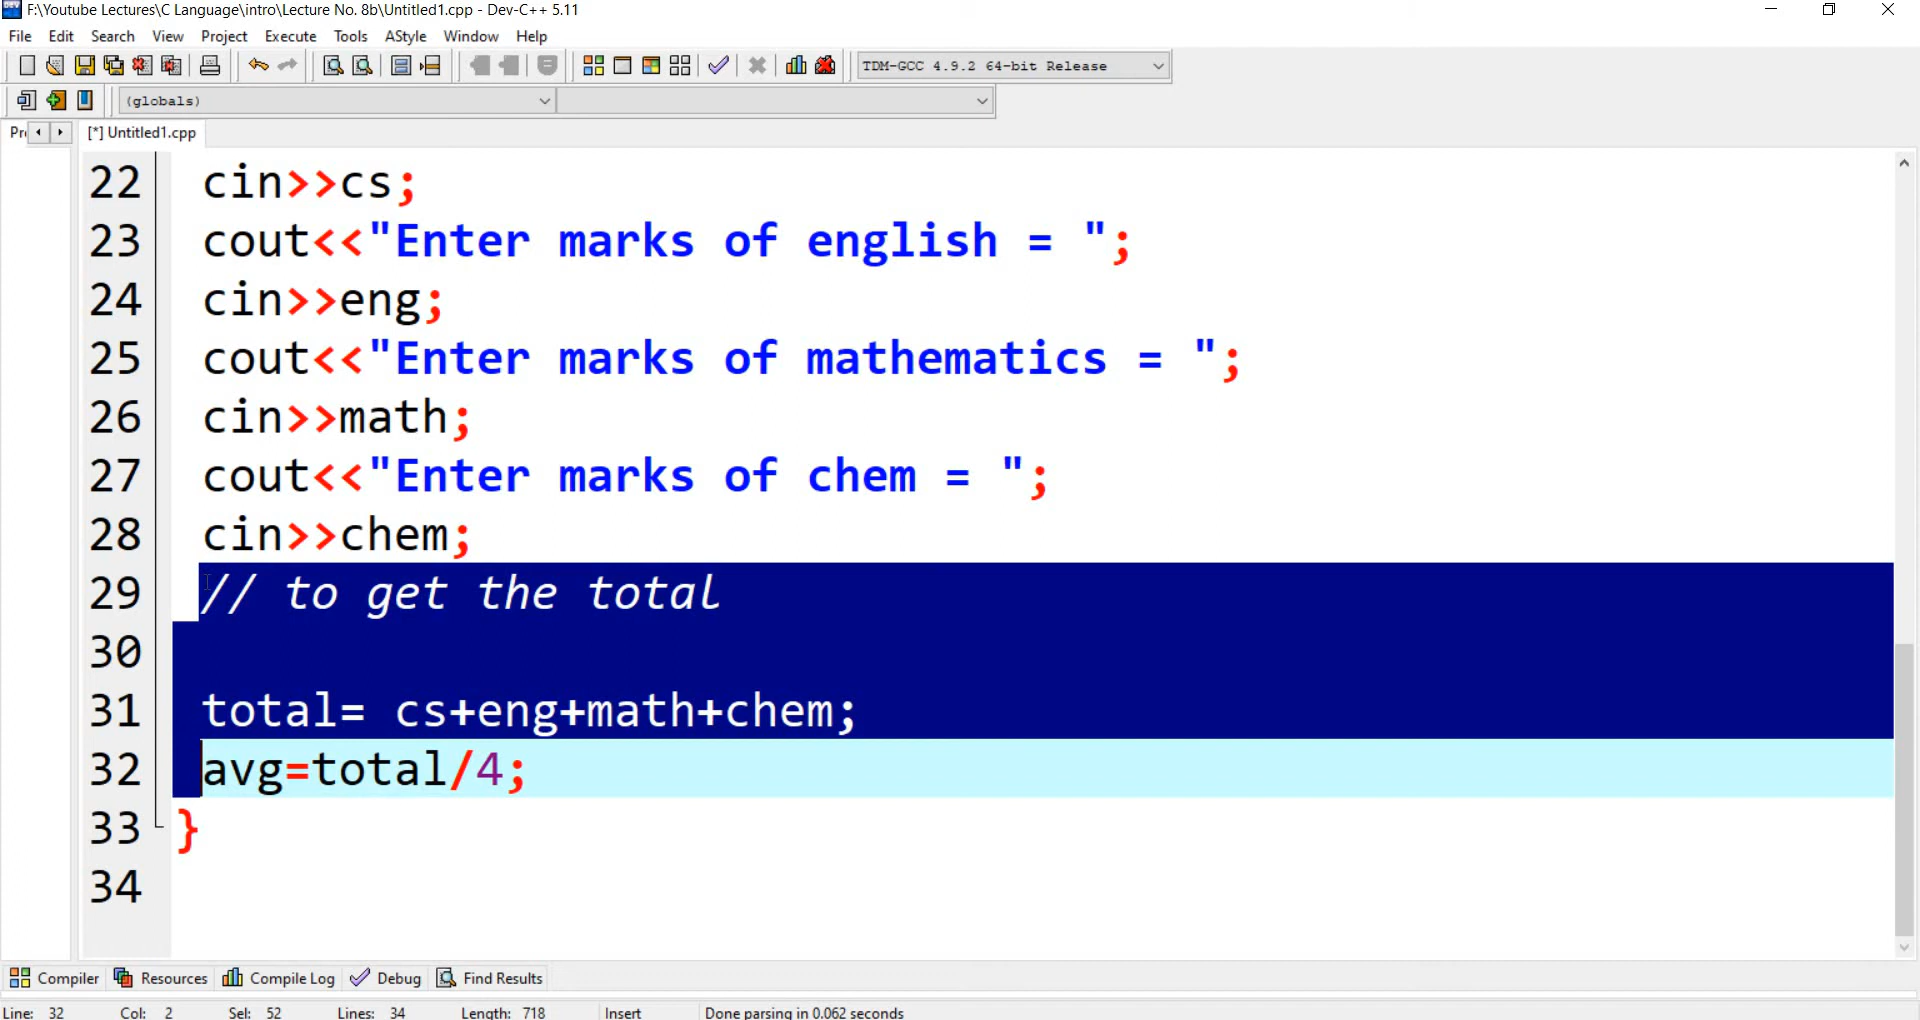 F:\Youtube Lectures\C Language\intro\Lecture No. 8b\Untitled1.cpp - Dev-C++ 5.11
File Edit Search View Project Execute Tools AStyle Window Help
TDM-GCC 4.9.2 64-bit Release
(globals)
[*] Untitled1.cpp
22 cin>>cs;
23 cout<<"Enter marks of english = ";
24 cin>>eng;
25 cout<<"Enter marks of mathematics = ";
26 cin>>math;
27 cout<<"Enter marks of chem = ";
28 cin>>chem;
29 // to get the total
30
31 total= cs+eng+math+chem;
32 avg=total/4;
33 }
34
Compiler Resources Compile Log Debug Find Results
Line: 32 Col: 2 Sel: 52 Lines: 34 Length: 718 Insert Done parsing in 0.062 seconds